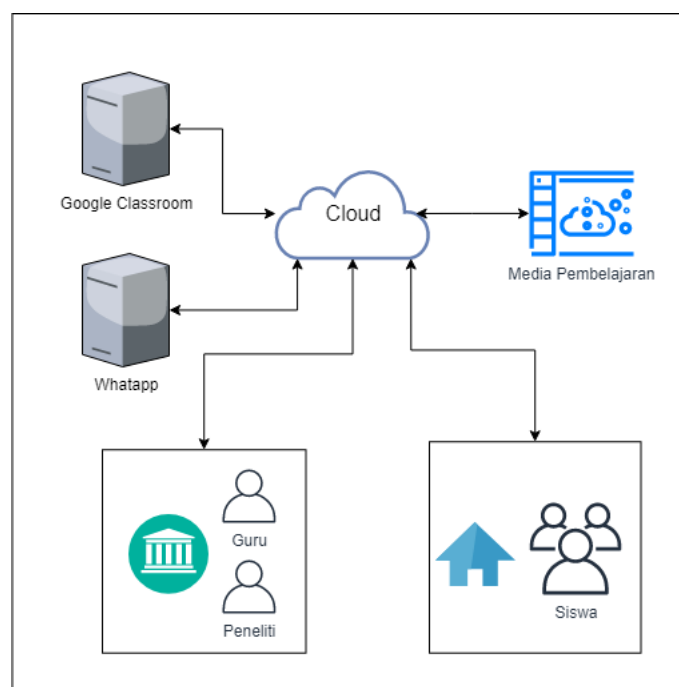 Google Classroom
Cloud
Media Pembelajaran
Whatapp
Guru
Peneliti
Siswa